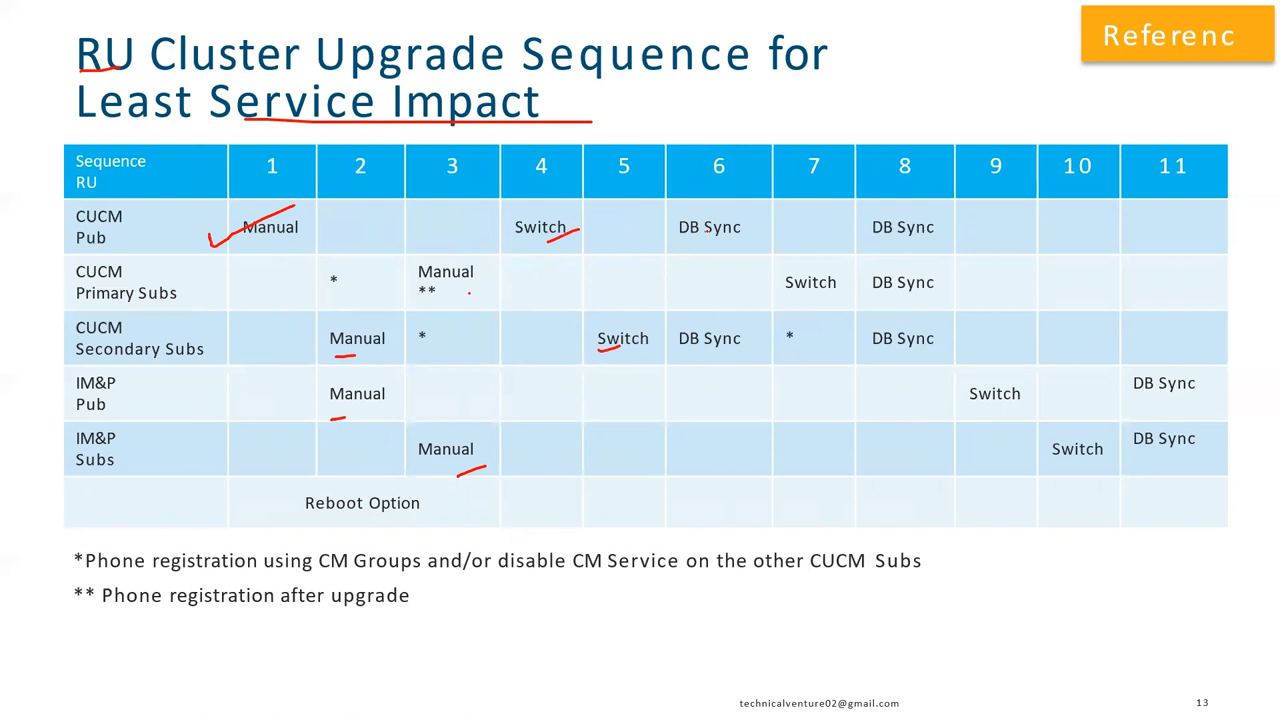 Referenc
RU Cluster Upgrade Sequence for
Least Service Impact
Sequence
RU
1 2 3 4 5 6 7 8 9 10 11
CUCM
Pub
Manual Switch DB Sync DB Sync
CUCM
Primary Subs
* Manual
** Switch DB Sync
CUCM
Secondary Subs
Manual * Switch DB Sync * DB Sync
IM&P
Pub
Manual Switch DB Sync
IM&P
Subs
Manual Switch DB Sync
Reboot Option
*Phone registration using CM Groups and/or disable CM Service on the other CUCM Subs
** Phone registration after upgrade
technicalventure02@gmail.com 13